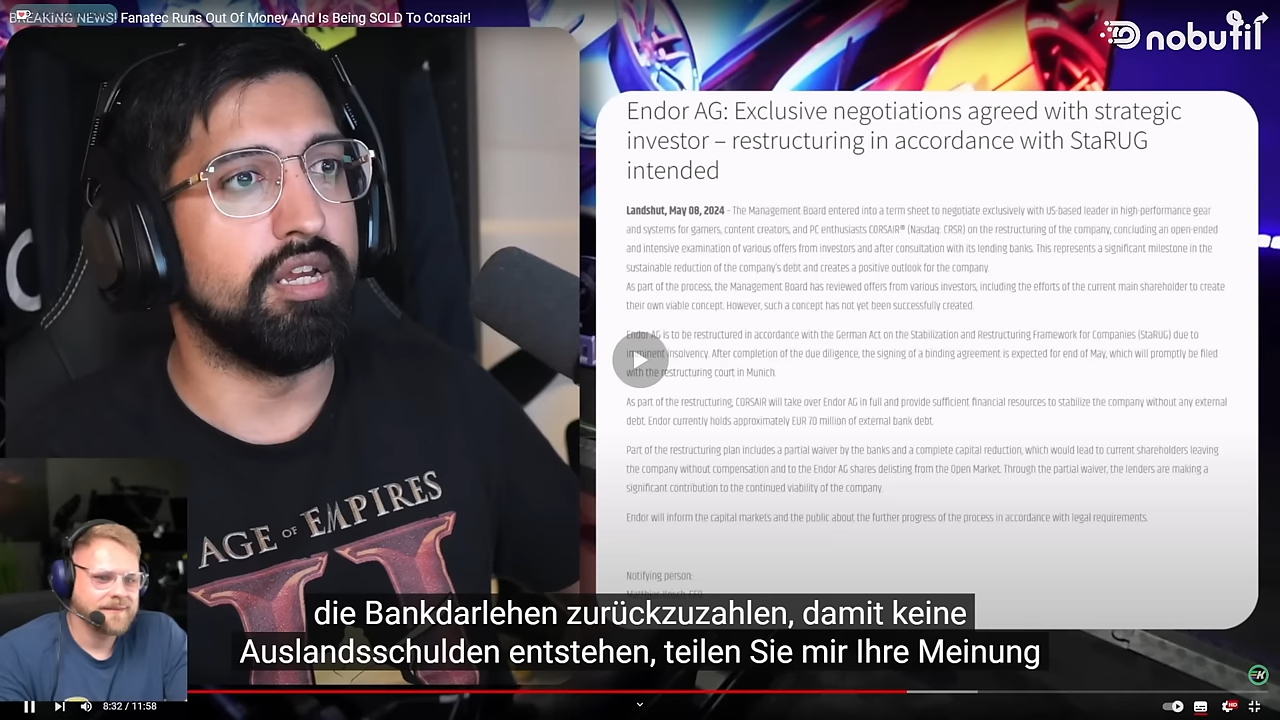 BREAKING NEWS! Fanatec Runs Out Of Money And Is Being SOLD To Corsair!
nobufil
Endor AG: Exclusive negotiations agreed with strategic
investor – restructuring in accordance with StaRUG
intended
Landshut, May 08, 2024 - The Management Board entered into a term sheet to negotiate exclusively with US-based leader in high-performance gear
and systems for gamers, content creators, and PC enthusiasts CORSAIR® (Nasdaq: CRSR) on the restructuring of the company, concluding an open-ended
and intensive examination of various offers from investors and after consultation with its lending banks. This represents a significant milestone in the
sustainable reduction of the company's debt and creates a positive outlook for the company.
As part of the process, the Management Board has reviewed offers from various investors, including the efforts of the current main shareholder to create
their own viable concept. However, such a concept has not yet been successfully created.
Endor AG is to be restructured in accordance with the German Act on the Stabilization and Restructuring Framework for Companies (StaRUG) due to
imminent insolvency. After completion of the due diligence, the signing of a binding agreement is expected for end of May, which will promptly be filed
with the restructuring court in Munich.
As part of the restructuring, CORSAIR will take over Endor AG in full and provide sufficient financial resources to stabilize the company without any external
debt. Endor currently holds approximately EUR 70 million of external bank debt.
Part of the restructuring plan includes a partial waiver by the banks and a complete capital reduction, which would lead to current shareholders leaving
the company without compensation and to the Endor AG shares delisting from the Open Market. Through the partial waiver, the lenders are making a
significant contribution to the continued viability of the company.
Endor will inform the capital markets and the public about the further progress of the process in accordance with legal requirements.
Notifying person:
AGE OF EMPIRES
II
die Bankdarlehen zurückzuzahlen, damit keine
Auslandsschulden entstehen, teilen Sie mir Ihre Meinung
K
8:32 / 11:58
HD